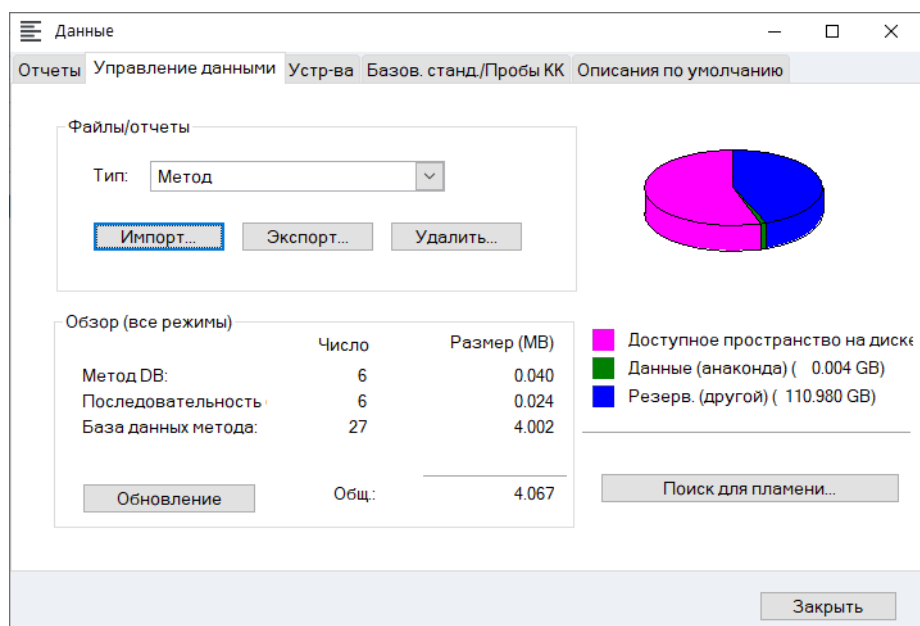 Данные
Отчеты Управление данными Устр-ва Базов. станд./Пробы КК Описания по умолчанию
Файлы/отчеты
Тип: Метод
Импорт... Экспорт... Удалить...
Обзор (все режимы)
Число Размер (MB)
Метод DB: 6 0.040
Последовательность 6 0.024
База данных метода: 27 4.002
Обновление Общ.: 4.067
Доступное пространство на диске
Данные (анаконда) ( 0.004 GB)
Резерв. (другой) ( 110.980 GB)
Поиск для пламени...
Закрыть